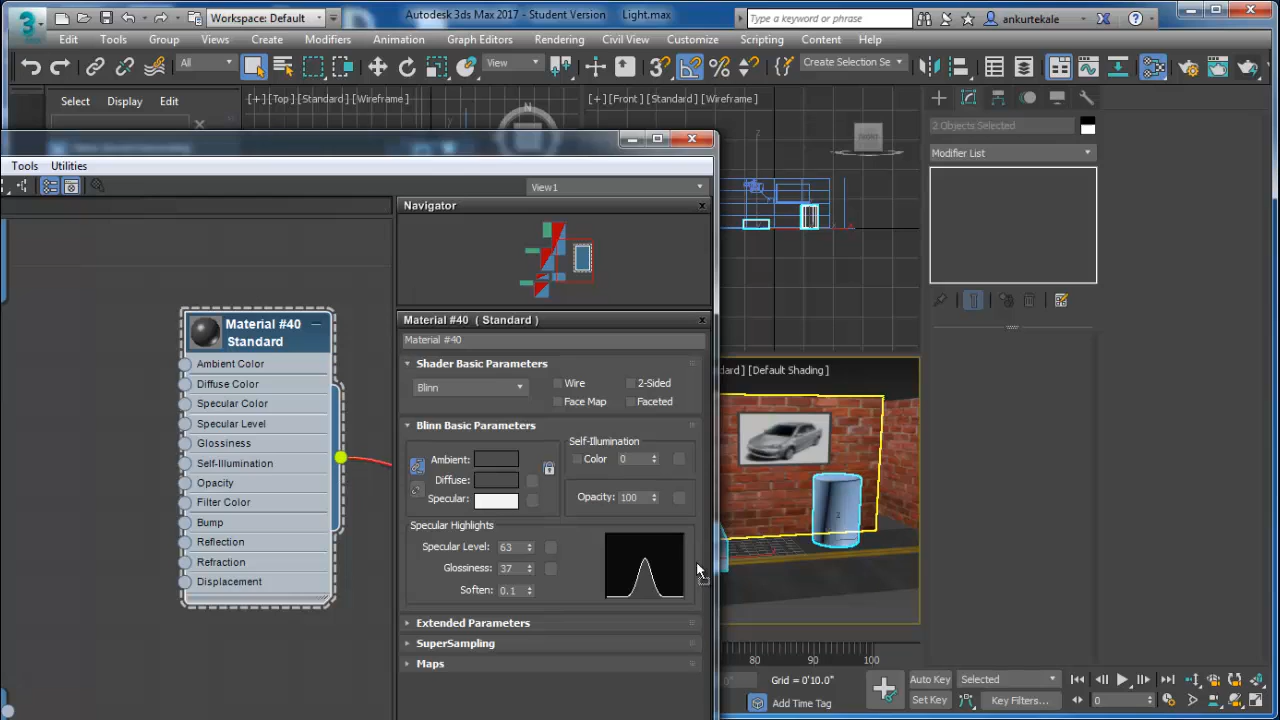 3 Workspace: Default Autodesk 3ds Max 2017 - Student Version Light.max Type a keyword or phrase ankurtekale
Edit Tools Group Views Create Modifiers Animation Graph Editors Rendering Civil View Customize Scripting Content Help
All View Create Selection Se
Select Display Edit
[+] [Top ] [Standard ] [Wireframe ]
[+] [Front ] [Standard ] [Wireframe ]
2 Objects Selected
Modifier List
Tools Utilities
View1
Navigator
Material #40 ( Standard )
Material #40
Shader Basic Parameters
Blinn
Wire 2-Sided
Face Map Faceted
Blinn Basic Parameters
Ambient:
Diffuse:
Specular:
Self-Illumination
Color 0
Opacity: 100
Specular Highlights
Specular Level: 63
Glossiness: 37
Soften: 0.1
Extended Parameters
SuperSampling
Maps
Material #40
Standard
Ambient Color
Diffuse Color
Specular Color
Specular Level
Glossiness
Self-Illumination
Opacity
Filter Color
Bump
Reflection
Refraction
Displacement
FRONT
dard ] [Default Shading ]
80 90 100
Grid = 0'10.0"
Add Time Tag
Auto Key Selected
Set Key Key Filters...
0